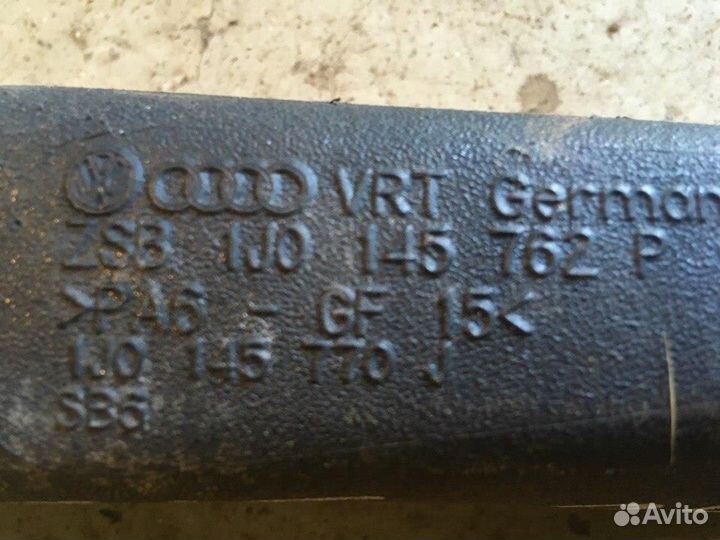 VRT German
ZSB 1J0 145 762 P
>PA6 - GF 15<
1J0 145 770 J
SB6
Avito